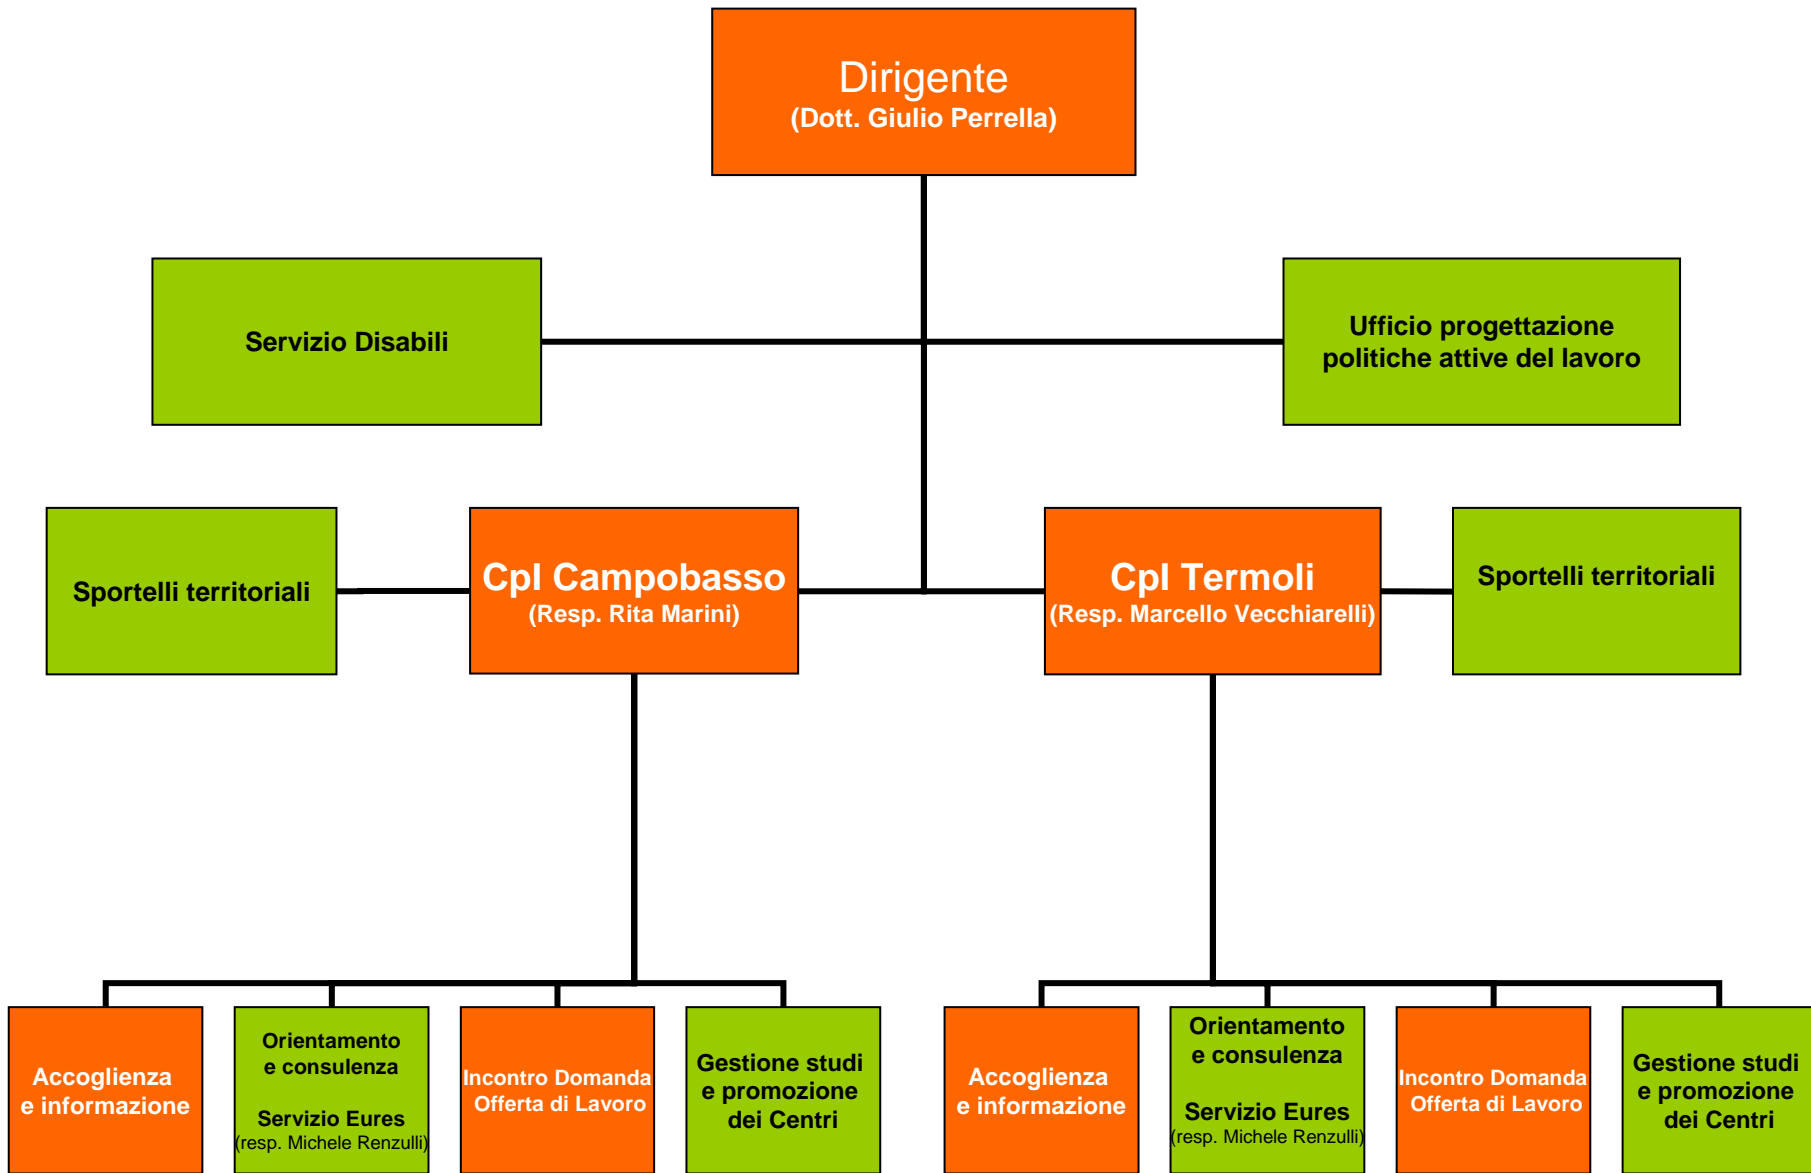 Dirigente
(Dott. Giulio Perrella)
Servizio Disabili
Ufficio progettazione
politiche attive del lavoro
Sportelli territoriali
Cpl Campobasso
(Resp. Rita Marini)
Cpl Termoli
(Resp. Marcello Vecchiarelli)
Sportelli territoriali
Accoglienza
e informazione
Orientamento
e consulenza
Servizio Eures
(resp. Michele Renzulli)
Incontro Domanda
Offerta di Lavoro
Gestione studi
e promozione
dei Centri
Accoglienza
e informazione
Orientamento
e consulenza
Servizio Eures
(resp. Michele Renzulli)
Incontro Domanda
Offerta di Lavoro
Gestione studi
e promozione
dei Centri